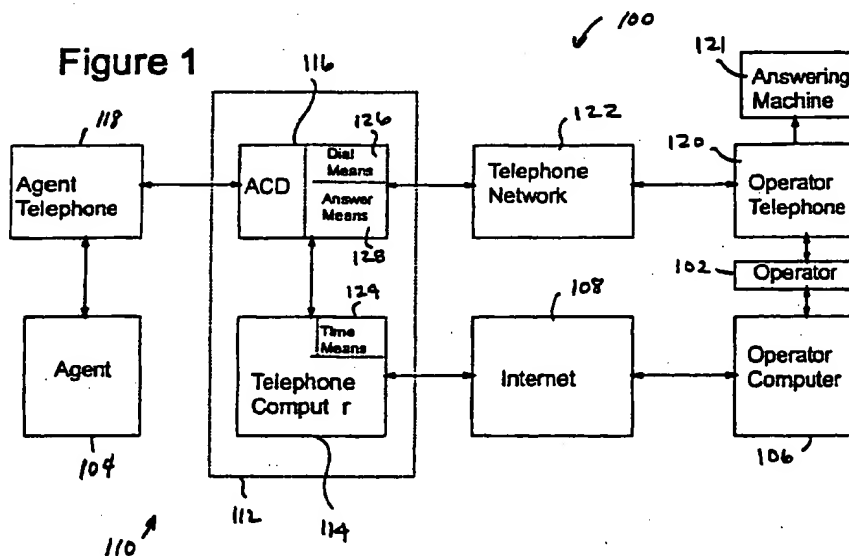 Figure 1
100
121
Answering
Machine
116
118
126
122
120
Agent
Telephone
ACD
Dial
Means
Answer
Means
128
Telephone
Network
Operator
Telephone
102
Operator
124
108
Agent
Time
Means
Telephone
Comput r
Internet
Operator
Computer
104
112
114
106
110